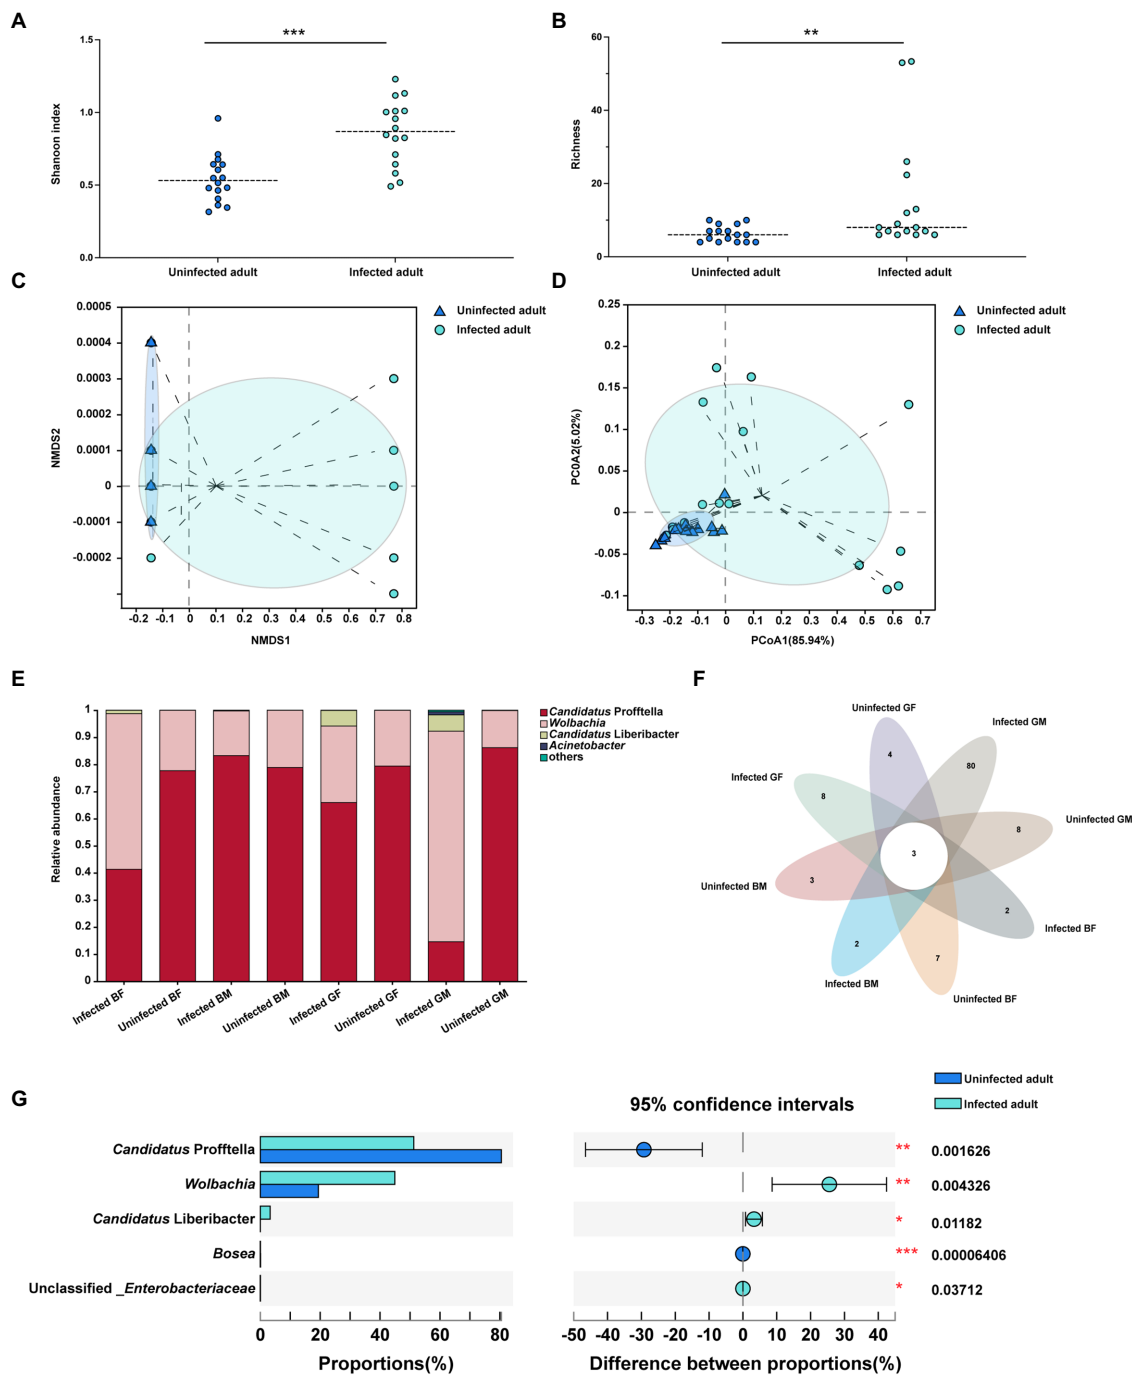 A
***
1.5
1.0
0.5
0.0
Shanoon index
Uninfected adult
Infected adult
B
**
60
40
20
0
Richness
Uninfected adult
Infected adult
C
0.0005
0.0004
0.0003
0.0002
0.0001
0
-0.0001
-0.0002
NMDS2
-0.2 -0.1 0 0.1 0.2 0.3 0.4 0.5 0.6 0.7 0.8
NMDS1
Uninfected adult
Infected adult
D
0.25
0.2
0.15
0.1
0.05
0
-0.05
-0.1
PC0A2(5.02%)
-0.3 -0.2 -0.1 0 0.1 0.2 0.3 0.4 0.5 0.6 0.7
PCoA1(85.94%)
Uninfected adult
Infected adult
E
1
0.9
0.8
0.7
0.6
0.5
0.4
0.3
0.2
0.1
0
Relative abundance
Infected BF
Uninfected BF
Infected BM
Uninfected BM
Infected GF
Uninfected GF
Infected GM
Uninfected GM
Candidatus Profftella
Wolbachia
Candidatus Liberibacter
Acinetobacter
others
F
Uninfected GF
4
Infected GM
80
Infected GF
8
Uninfected GM
8
3
Uninfected BM
3
Infected BF
2
Infected BM
2
Uninfected BF
7
G
Uninfected adult
Infected adult
95% confidence intervals
Candidatus Profftella
** 0.001626
Wolbachia
** 0.004326
Candidatus Liberibacter
* 0.01182
Bosea
*** 0.00006406
Unclassified _Enterobacteriaceae
* 0.03712
0 20 40 60 80
Proportions(%)
-50 -40 -30 -20 -10 0 10 20 30 40
Difference between proportions(%)